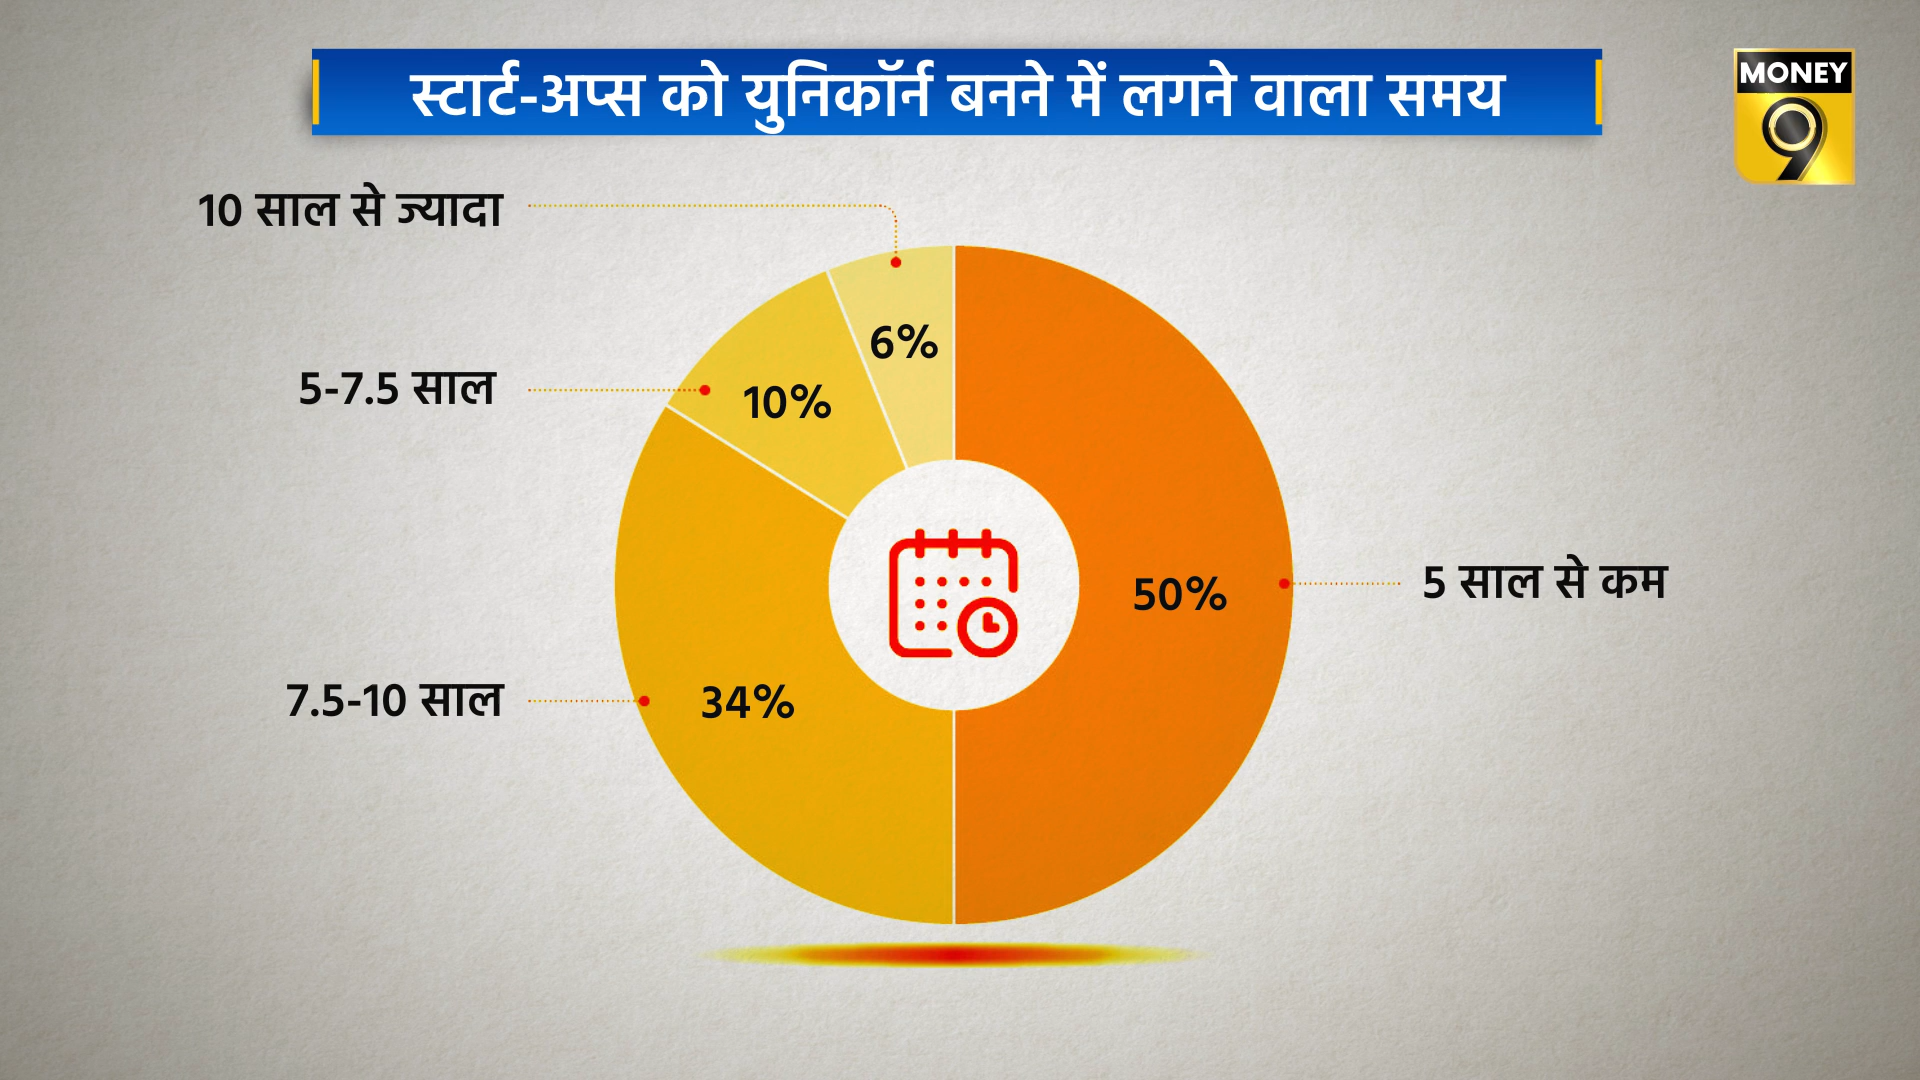 स्टार्ट-अप्स को युनिकॉर्न बनने में लगने वाला समय
MONEY
9
10 साल से ज्यादा
6%
5-7.5 साल
10%
50%
5 साल से कम
7.5-10 साल
34%